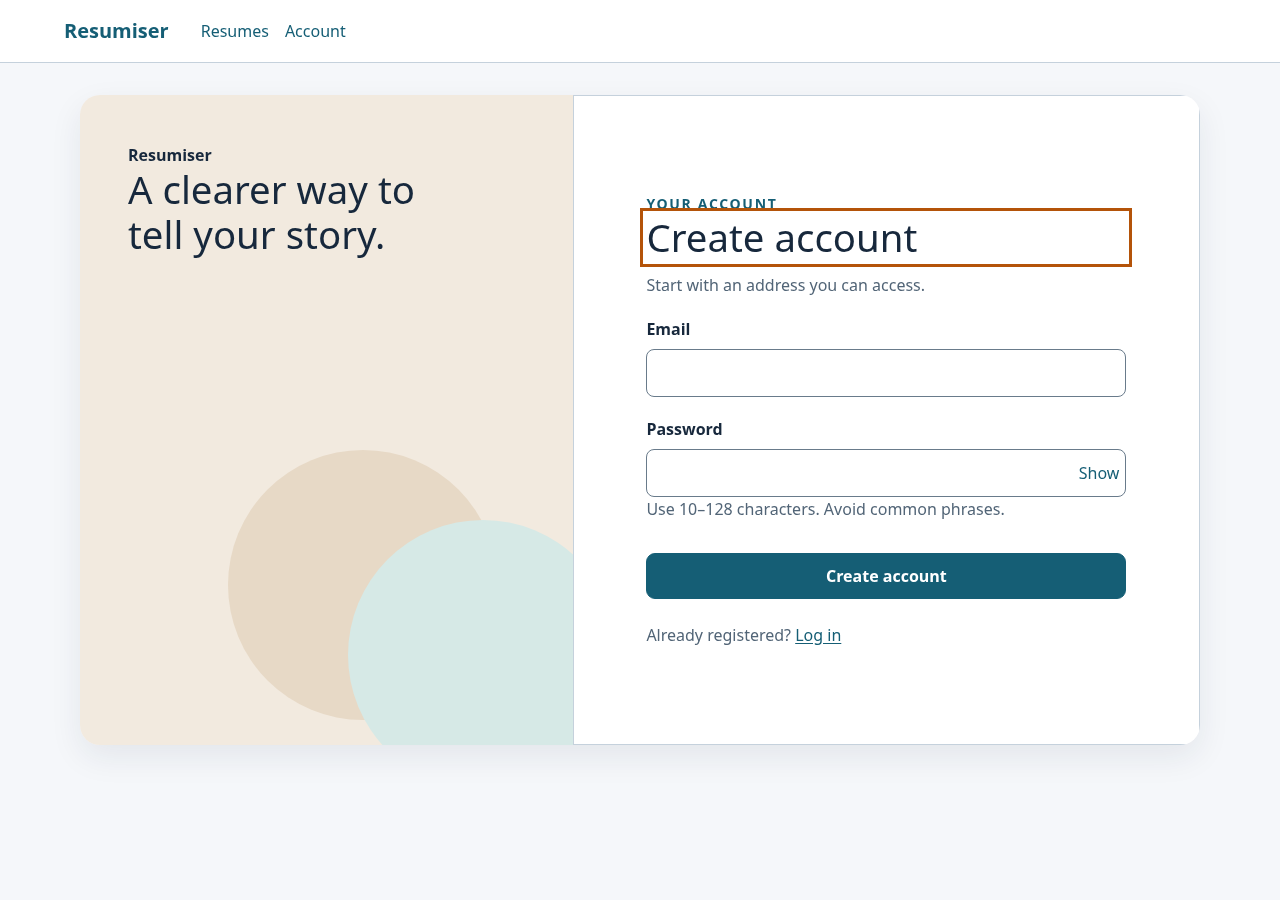 Resumiser
Resumes
Account
Resumiser
A clearer way to
tell your story.
YOUR ACCOUNT
Create account
Start with an address you can access.
Email
Password
Show
Use 10–128 characters. Avoid common phrases.
Create account
Already registered? Log in